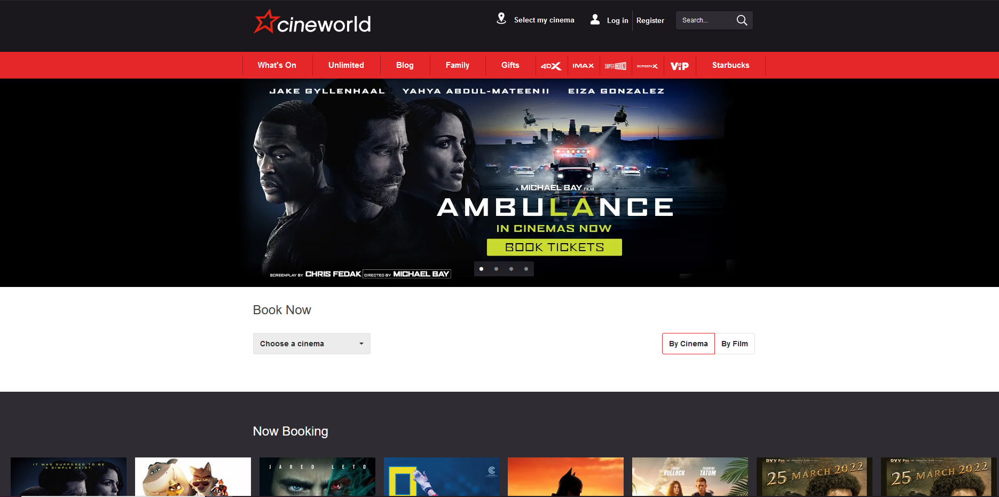 cineworld
Select my cinema
Log in
Register
Search...
What's On
Unlimited
Blog
Family
Gifts
4DX
IMAX
SUPERSCREEN
SCREENX
ViP
Starbucks
JAKE GYLLENHAAL YAHYA ABDUL-MATEEN II EIZA GONZALEZ
A MICHAEL BAY FILM
AMBULANCE
IN CINEMAS NOW
BOOK TICKETS
SCREENPLAY BY CHRIS FEDAK DIRECTED BY MICHAEL BAY
Book Now
Choose a cinema
By Cinema
By Film
Now Booking
IT WAS SUPPOSED TO BE
A SIMPLE HEIST.
JARED LETO
SANDRA BULLOCK
CHANNING TATUM
DVV
25TH MARCH 2022
DVV
25TH MARCH 2022